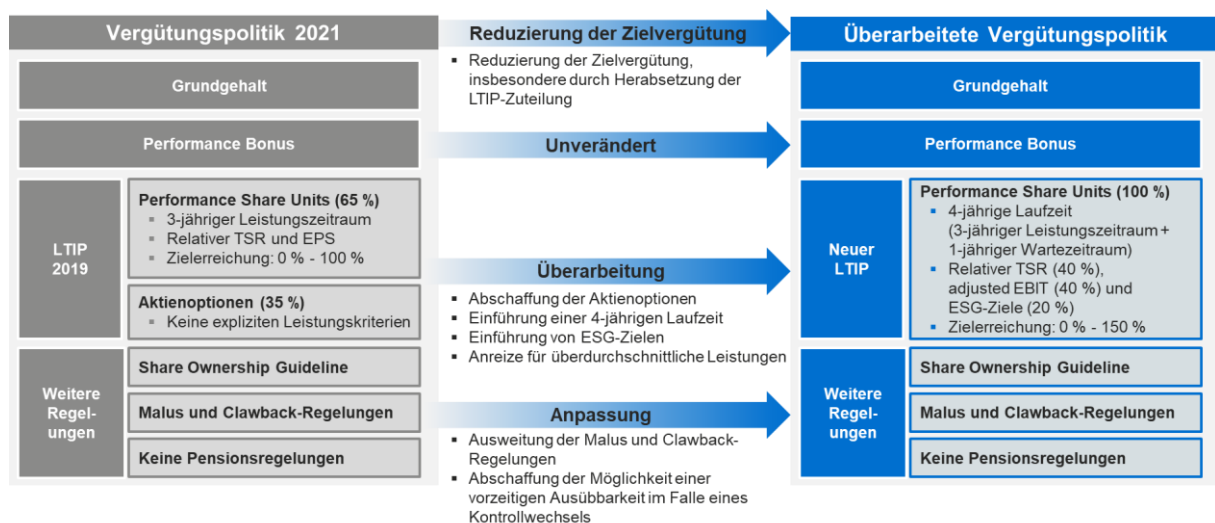 Vergütungspolitik 2021
Grundgehalt
Performance Bonus
LTIP
2019
Performance Share Units (65 %)
▪ 3-jähriger Leistungszeitraum
▪ Relativer TSR und EPS
▪ Zielerreichung: 0 % - 100 %
Aktienoptionen (35 %)
▪ Keine expliziten Leistungskriterien
Weitere
Regel-
ungen
Share Ownership Guideline
Malus und Clawback-Regelungen
Keine Pensionsregelungen
Reduzierung der Zielvergütung
▪ Reduzierung der Zielvergütung,
insbesondere durch Herabsetzung der
LTIP-Zuteilung
Unverändert
Überarbeitung
▪ Abschaffung der Aktienoptionen
▪ Einführung einer 4-jährigen Laufzeit
▪ Einführung von ESG-Zielen
▪ Anreize für überdurchschnittliche Leistungen
Anpassung
▪ Ausweitung der Malus und Clawback-
Regelungen
▪ Abschaffung der Möglichkeit einer
vorzeitigen Ausübbarkeit im Falle eines
Kontrollwechsels
Überarbeitete Vergütungspolitik
Grundgehalt
Performance Bonus
Neuer
LTIP
Performance Share Units (100 %)
▪ 4-jährige Laufzeit
(3-jähriger Leistungszeitraum +
1-jähriger Wartezeitraum)
▪ Relativer TSR (40 %),
adjusted EBIT (40 %) und
ESG-Ziele (20 %)
▪ Zielerreichung: 0 % - 150 %
Weitere
Regel-
ungen
Share Ownership Guideline
Malus und Clawback-Regelungen
Keine Pensionsregelungen